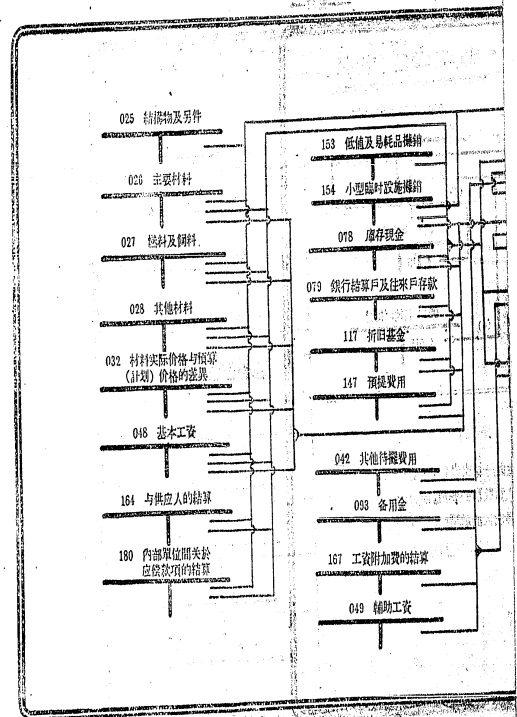 025 結構物及另件
026 主要材料
027 燃料及飼料
028 其他材料
032 材料实际价格与預算
（計划）价格的差異
048 基本工資
164 与供应人的結算
180 內部單位間关於
应償款項的結算
153 低值及易耗品攤銷
154 小型臨时設施攤銷
078 庫存現金
079 銀行結算戶及往來戶存款
117 折旧基金
147 預提費用
042 其他待攤費用
093 备用金
167 工資附加費的結算
049 輔助工資